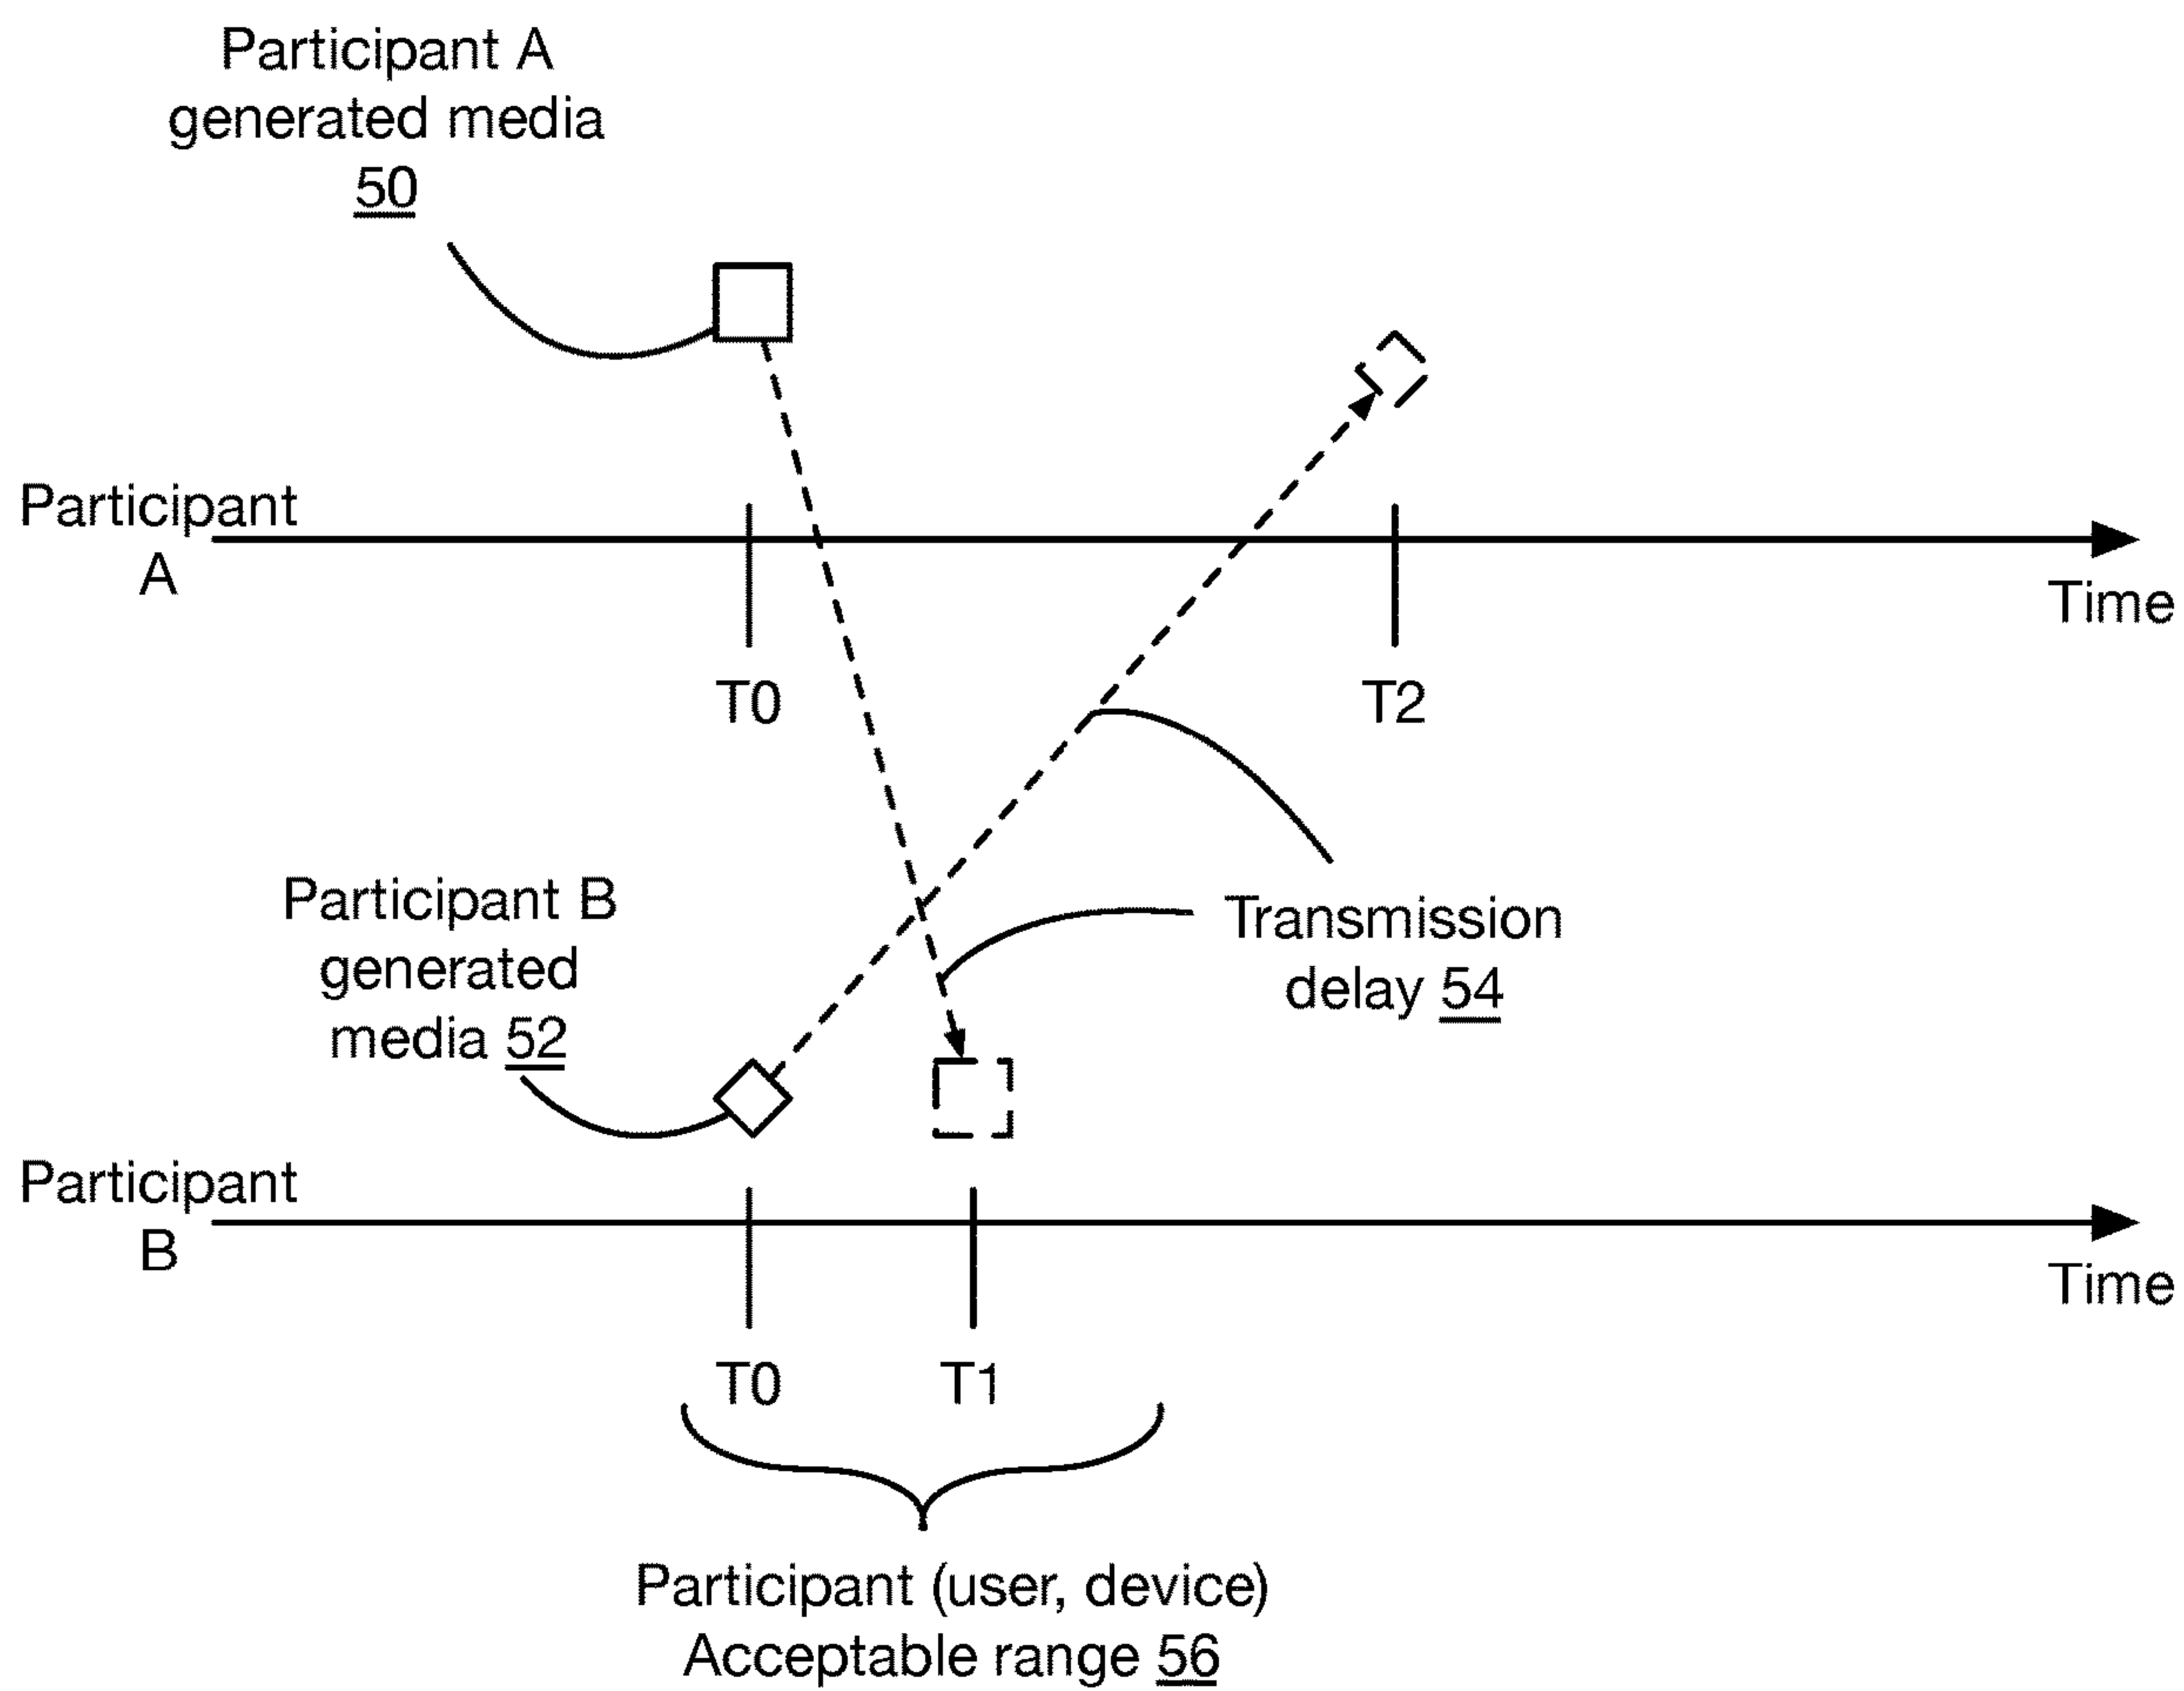 Participant A
generated media
50
Participant
A
Time
T0
T2
Participant B
generated
media 52
Transmission
delay 54
Participant
B
Time
T0
T1
Participant (user, device)
Acceptable range 56